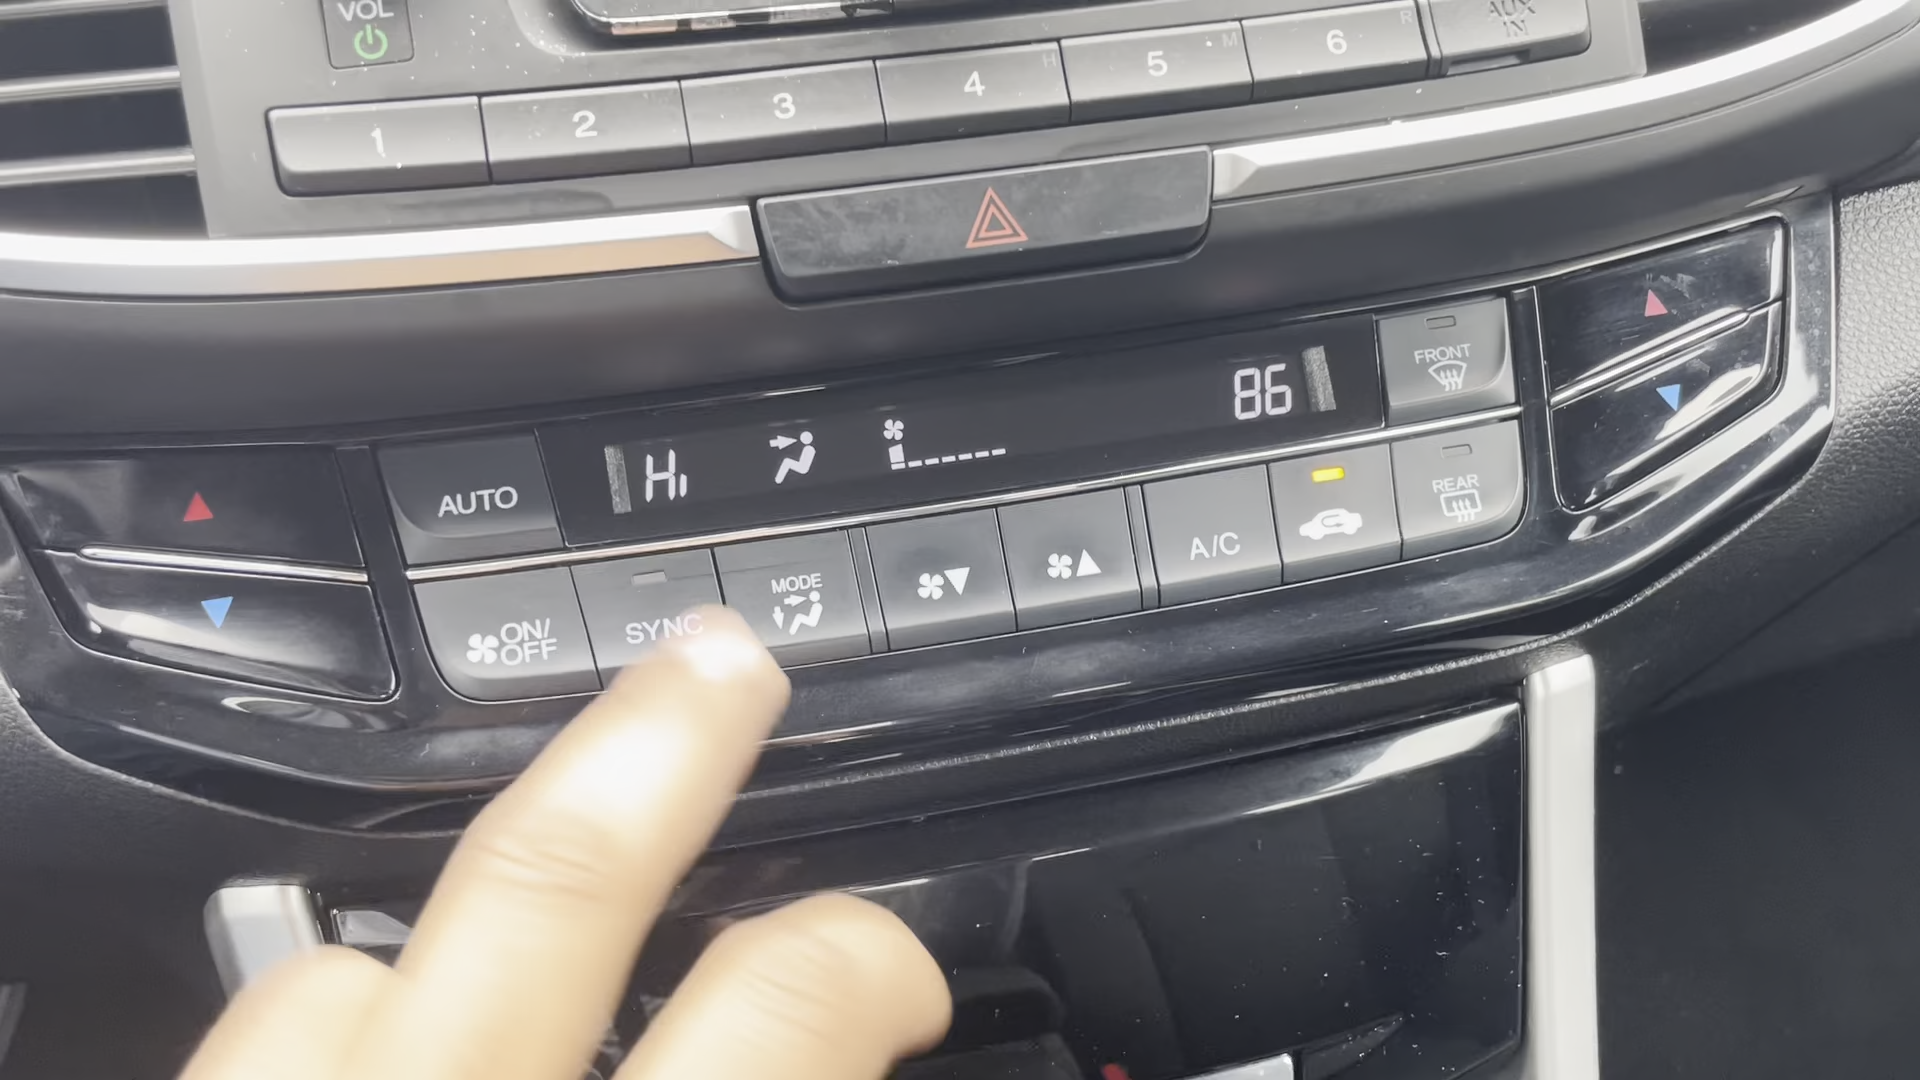 VOL
1 2 3 4 H 5 M 6 R AUX IN
AUTO Hi 86 FRONT
ON/OFF SYNC MODE A/C REAR